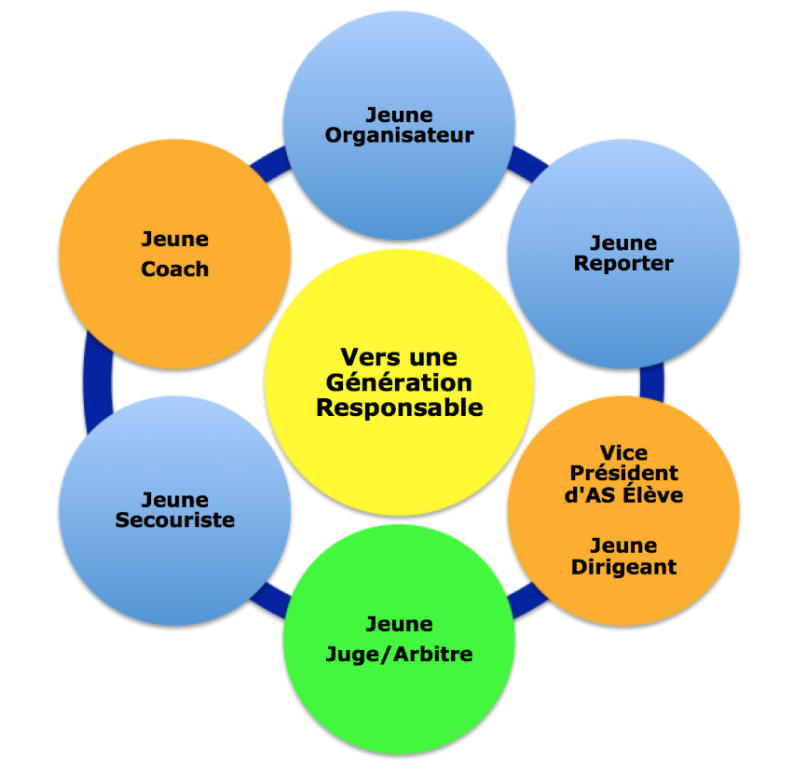 Jeune
Organisateur
Jeune
Reporter
Vice
Président
d'AS Élève
Jeune
Dirigeant
Jeune
Juge/Arbitre
Jeune
Secouriste
Jeune
Coach
Vers une
Génération
Responsable